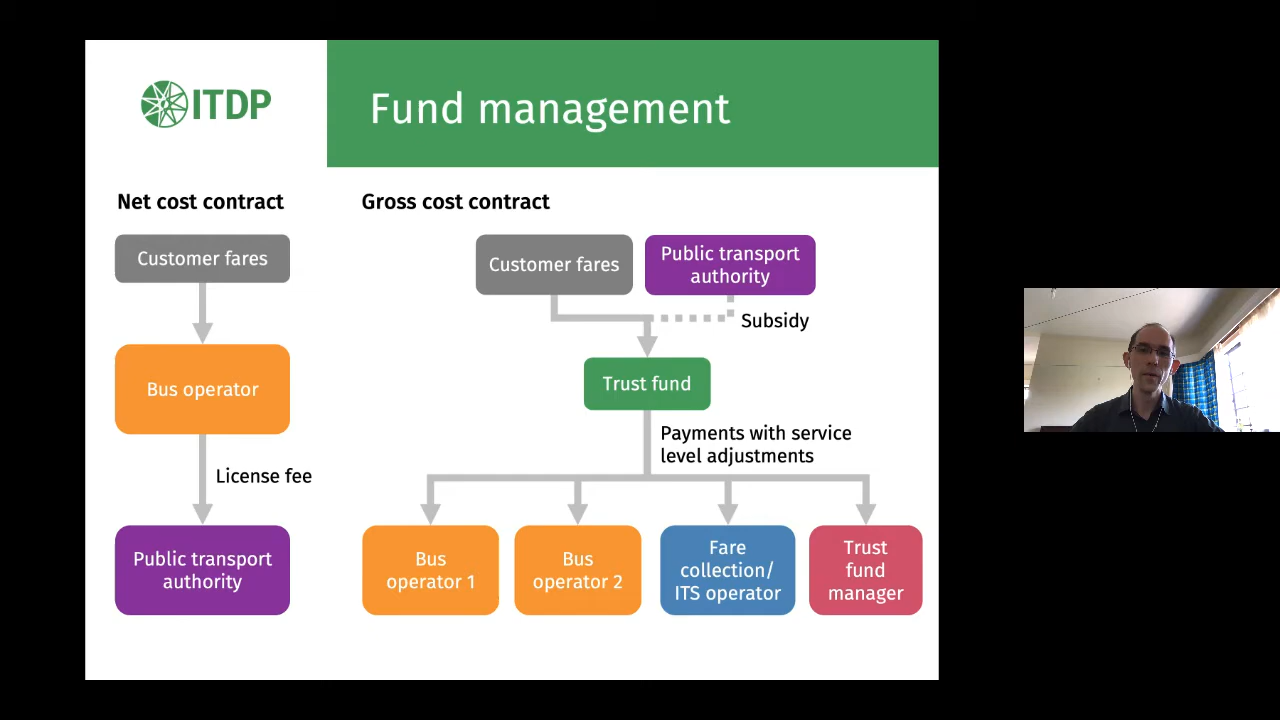 ITDP
Fund management
Net cost contract
Customer fares
Bus operator
License fee
Public transport
authority
Gross cost contract
Customer fares
Public transport
authority
Subsidy
Trust fund
Payments with service
level adjustments
Bus
operator 1
Bus
operator 2
Fare
collection/
ITS operator
Trust
fund
manager